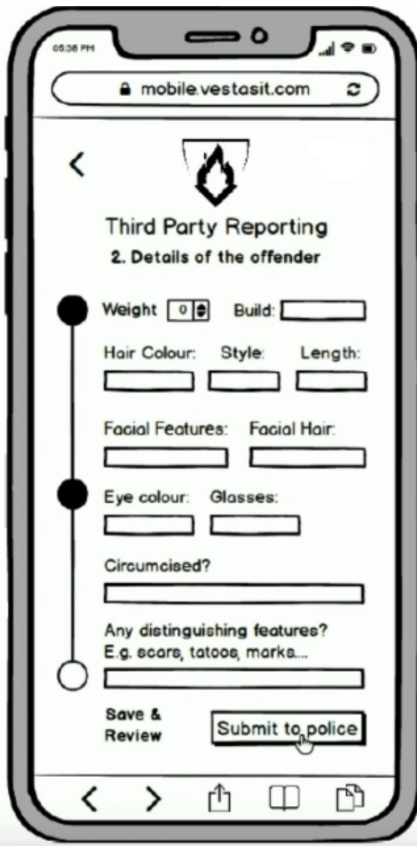 05:38 PM
mobile.vestasit.com
Third Party Reporting
2. Details of the offender
Weight 0 Build:
Hair Colour: Style: Length:
Facial Features: Facial Hair:
Eye colour: Glasses:
Circumcised?
Any distinguishing features?
E.g. scars, tatoos, marks....
Save &
Review
Submit to police